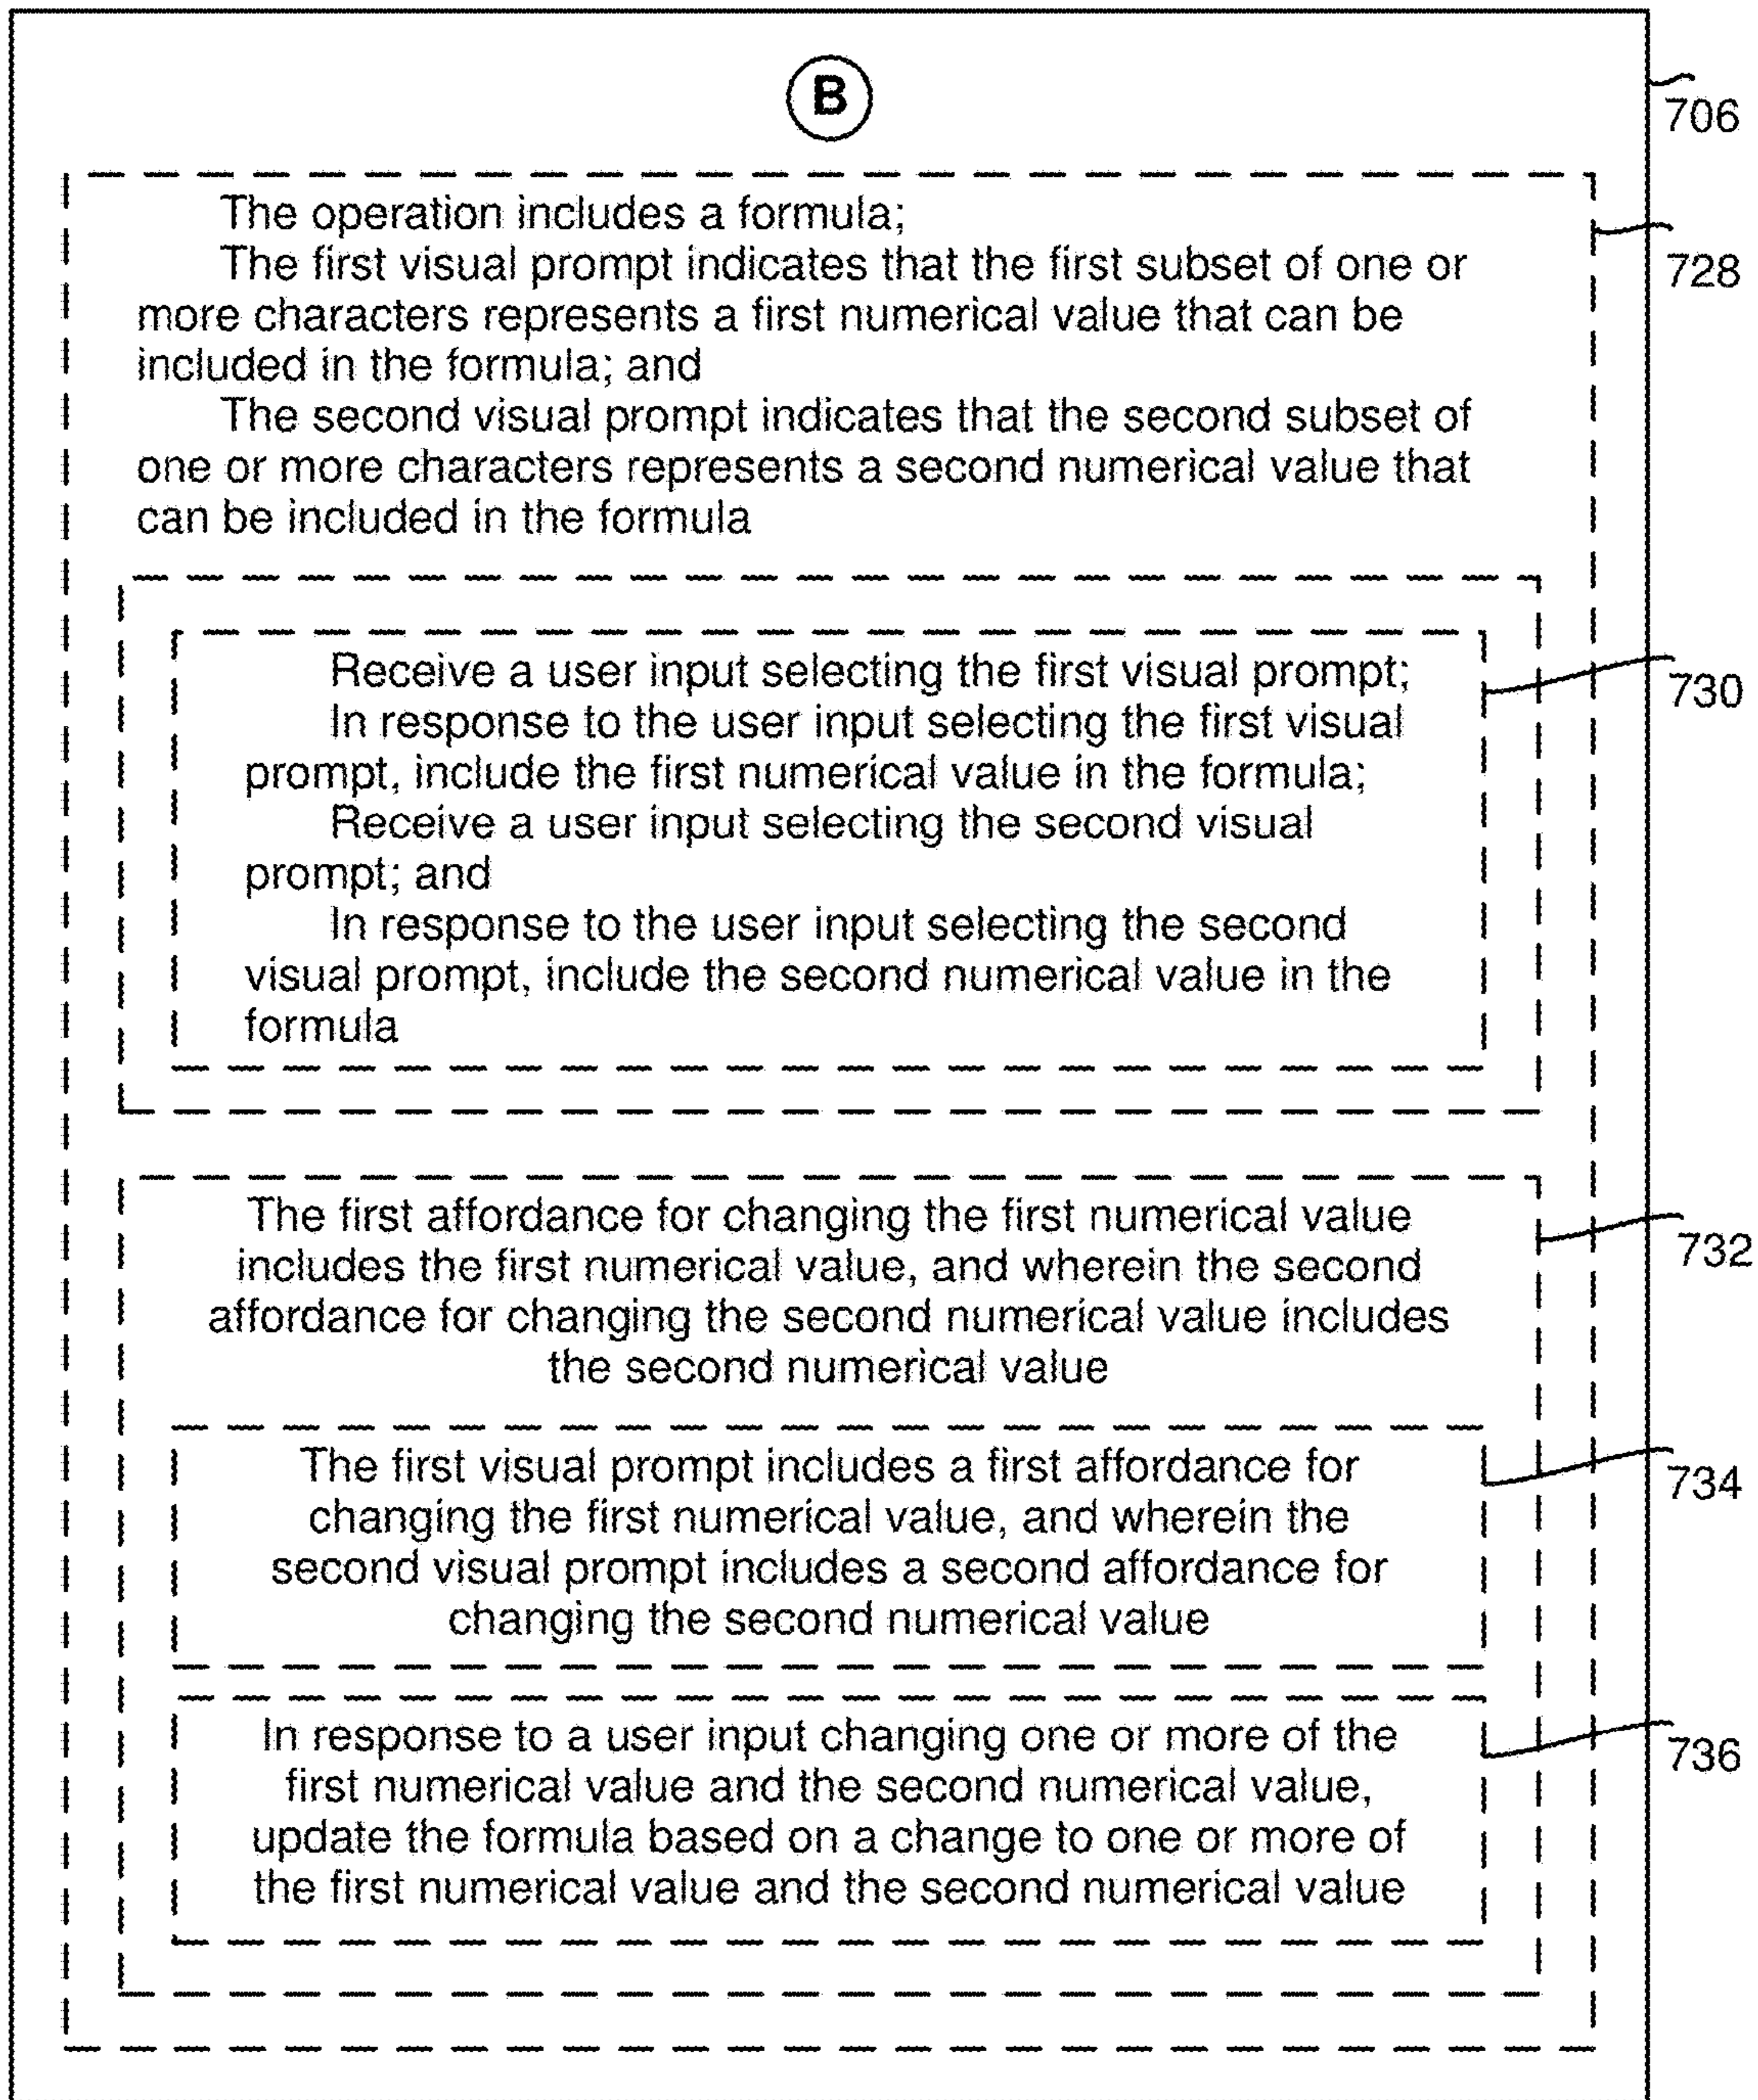 B
706
The operation includes a formula;
728
The first visual prompt indicates that the first subset of one or
more characters represents a first numerical value that can be
included in the formula; and
The second visual prompt indicates that the second subset of
one or more characters represents a second numerical value that
can be included in the formula
Receive a user input selecting the first visual prompt;
730
In response to the user input selecting the first visual
prompt, include the first numerical value in the formula;
Receive a user input selecting the second visual
prompt; and
In response to the user input selecting the second
visual prompt, include the second numerical value in the
formula
The first affordance for changing the first numerical value
732
includes the first numerical value, and wherein the second
affordance for changing the second numerical value includes
the second numerical value
The first visual prompt includes a first affordance for
734
changing the first numerical value, and wherein the
second visual prompt includes a second affordance for
changing the second numerical value
In response to a user input changing one or more of the
736
first numerical value and the second numerical value,
update the formula based on a change to one or more of
the first numerical value and the second numerical value